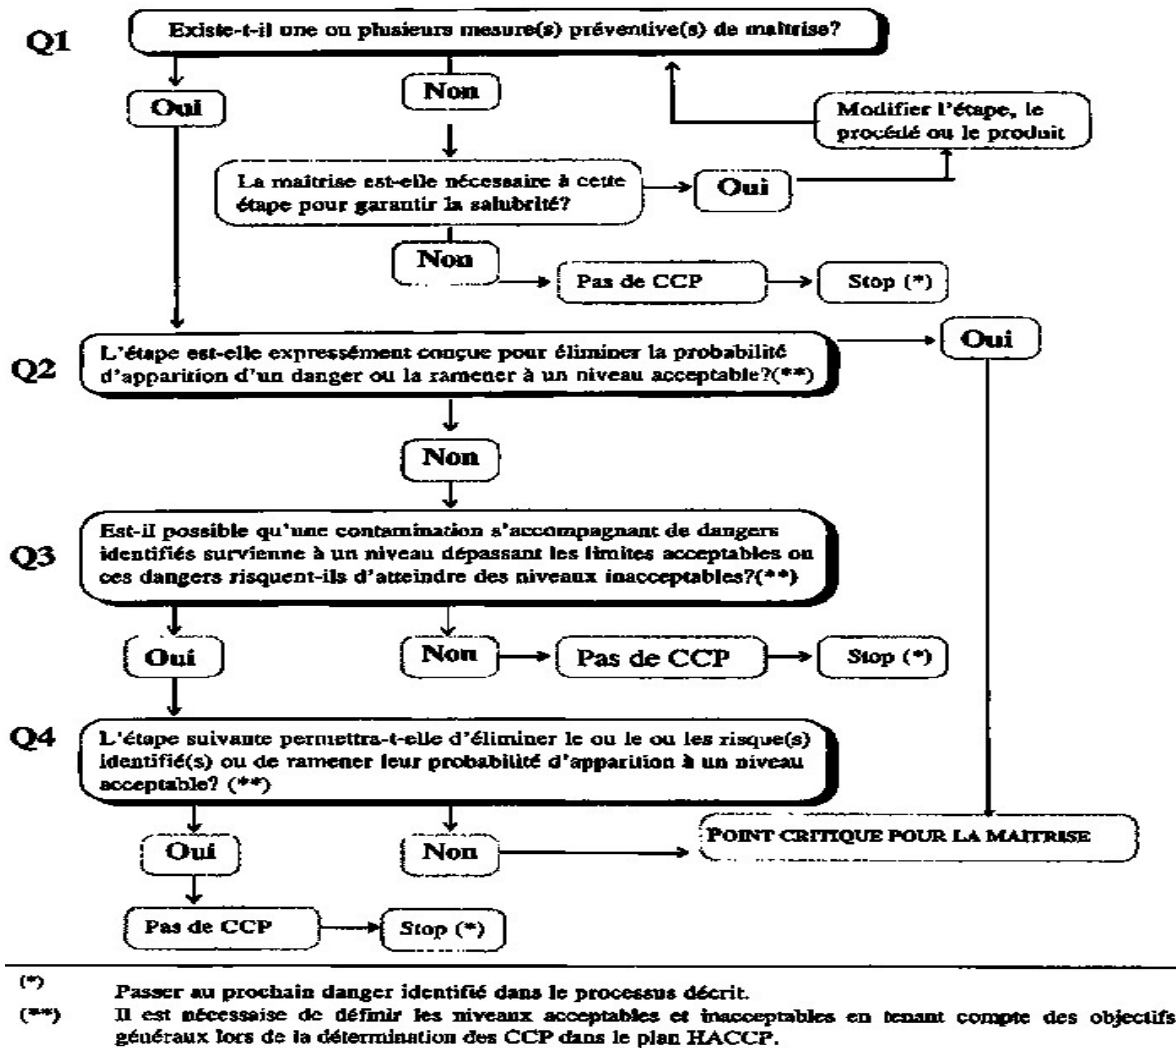 Q1
Existe-t-il une ou plusieurs mesure(s) préventive(s) de maîtrise?
Oui
Non
Modifier l'étape, le
procédé ou le produit
La maîtrise est-elle nécessaire à cette
étape pour garantir la salubrité?
Oui
Non
Pas de CCP
Stop (*)
Q2
L'étape est-elle expressément conçue pour éliminer la probabilité
d'apparition d'un danger ou la ramener à un niveau acceptable?(**)
Oui
Non
Q3
Est-il possible qu'une contamination s'accompagnant de dangers
identifiés survienne à un niveau dépassant les limites acceptables ou
ces dangers risquent-ils d'atteindre des niveaux inacceptables?(**)
Oui
Non
Pas de CCP
Stop (*)
Q4
L'étape suivante permettra-t-elle d'éliminer le ou le ou les risque(s)
identifié(s) ou de ramener leur probabilité d'apparition à un niveau
acceptable? (**)
Oui
Non
POINT CRITIQUE POUR LA MAITRISE
Pas de CCP
Stop (*)
(*) Passer au prochain danger identifié dans le processus décrit.
(**) Il est nécessaise de définir les niveaux acceptables et inacceptables en tenant compte des objectifs
généraux lors de la détermination des CCP dans le plan HACCP.